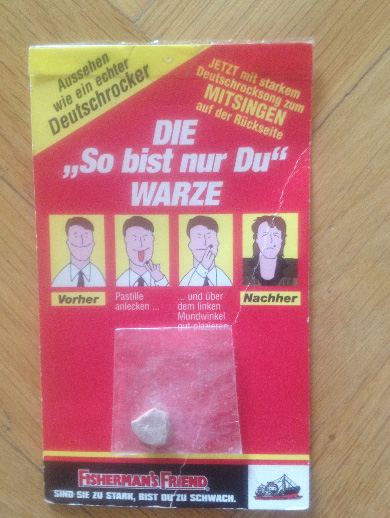 Aussehen
wie ein echter
Deutschrocker
JETZT mit starkem
Deutschrocksong zum
MITSINGEN
auf der Rückseite
DIE
„So bist nur Du“
WARZE
Vorher
Pastille
anlecken ...
... und über
dem linken
Mundwinkel
gut plazieren
Nachher
FISHERMAN'S FRIEND
SIND SIE ZU STARK, BIST DU ZU SCHWACH.